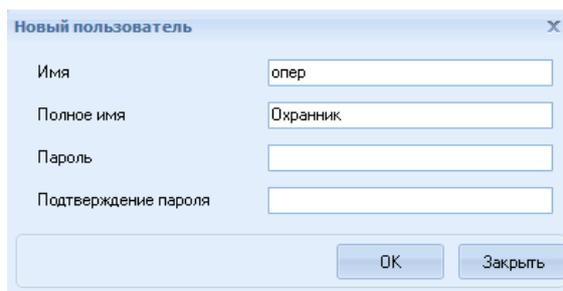 Новый пользователь
Имя
опер
Полное имя
Охранник
Пароль
Подтверждение пароля
OK
Закрыть